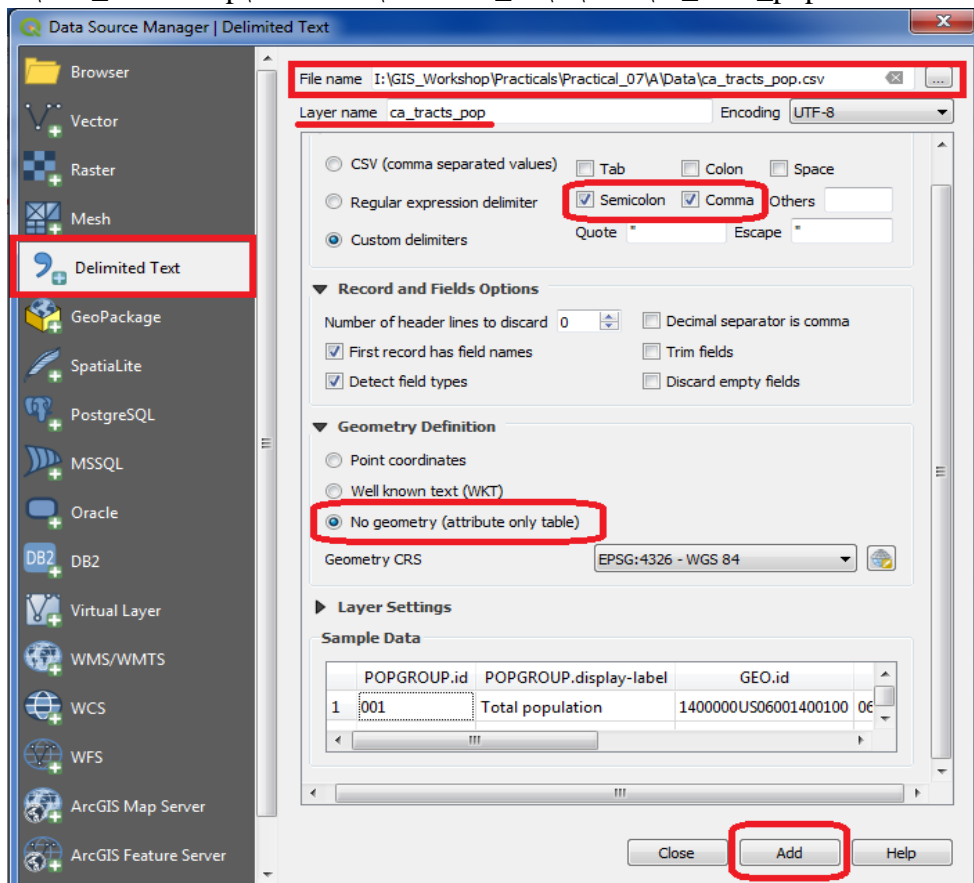 Data Source Manager | Delimited Text
Browser
Vector
Raster
Mesh
Delimited Text
GeoPackage
SpatiaLite
PostgreSQL
MSSQL
Oracle
DB2 DB2
Virtual Layer
WMS/WMTS
WCS
WFS
ArcGIS Map Server
ArcGIS Feature Server
File name I:\GIS_Workshop\Practicals\Practical_07\A\Data\ca_tracts_pop.csv ...
Layer name ca_tracts_pop Encoding UTF-8
CSV (comma separated values) Tab Colon Space
Regular expression delimiter Semicolon Comma Others
Custom delimiters Quote " Escape "
Record and Fields Options
Number of header lines to discard 0 Decimal separator is comma
First record has field names Trim fields
Detect field types Discard empty fields
Geometry Definition
Point coordinates
Well known text (WKT)
No geometry (attribute only table)
Geometry CRS EPSG:4326 - WGS 84
Layer Settings
Sample Data
POPGROUP.id POPGROUP.display-label GEO.id
1 001 Total population 1400000US06001400100 06
Close Add Help